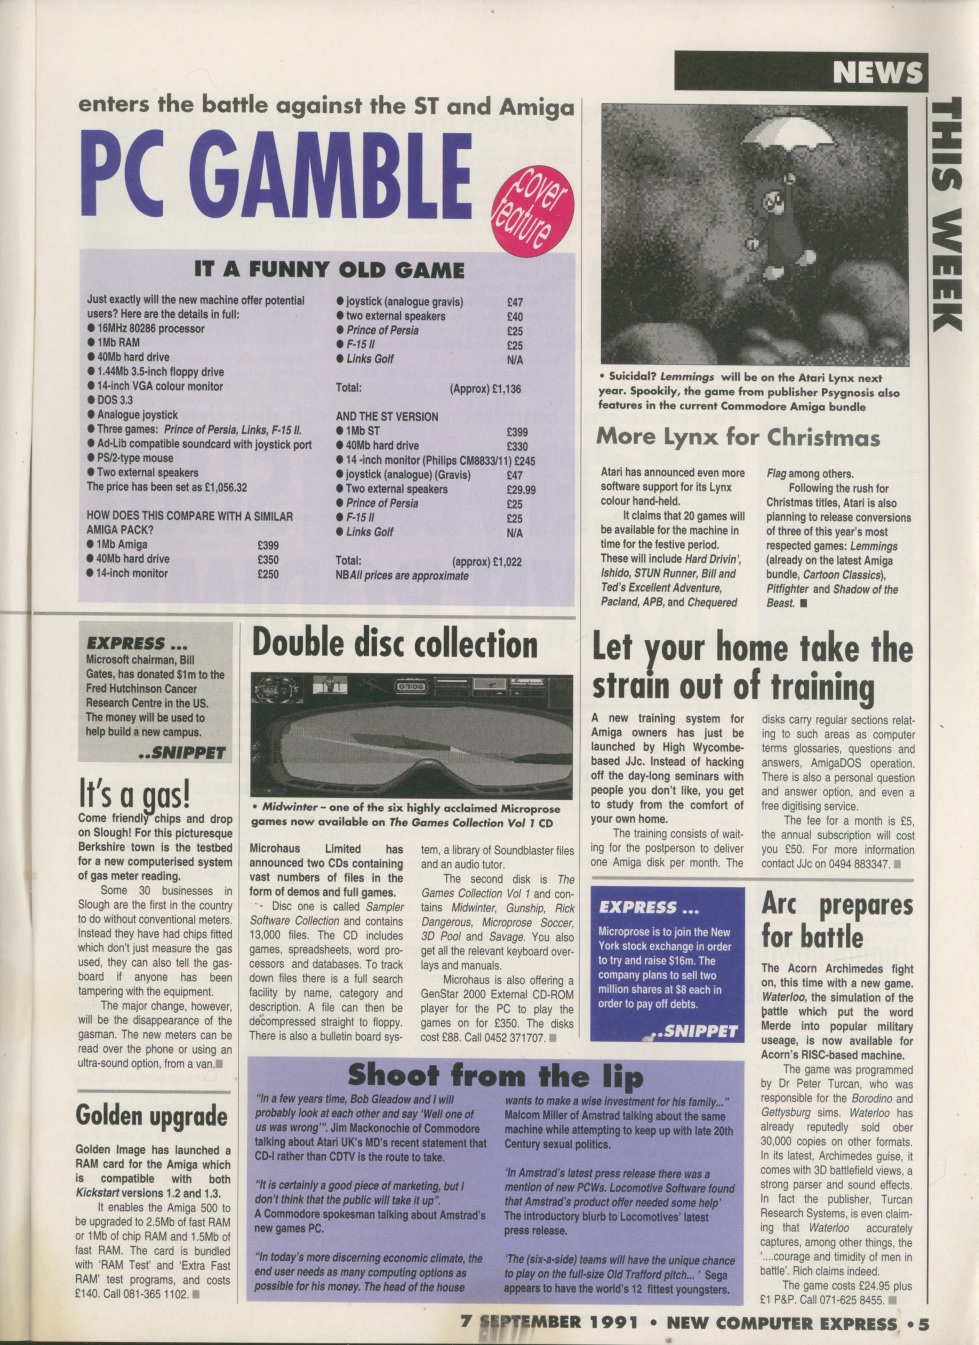 NEWS
THIS WEEK
enters the battle against the ST and Amiga
PC GAMBLE
cover
feature
IT A FUNNY OLD GAME
Just exactly will the new machine offer potential
users? Here are the details in full:
● 16MHz 80286 processor
● 1Mb RAM
● 40Mb hard drive
● 1.44Mb 3.5-inch floppy drive
● 14-inch VGA colour monitor
● DOS 3.3
● Analogue joystick
● Three games: Prince of Persia, Links, F-15 II.
● Ad-Lib compatible soundcard with joystick port
● PS/2-type mouse
● Two external speakers
The price has been set as £1,056.32
HOW DOES THIS COMPARE WITH A SIMILAR
AMIGA PACK?
● 1Mb Amiga £399
● 40Mb hard drive £350
● 14-inch monitor £250
● joystick (analogue gravis) £47
● two external speakers £40
● Prince of Persia £25
● F-15 II £25
● Links Golf N/A
Total: (Approx) £1,136
AND THE ST VERSION
● 1Mb ST £399
● 40Mb hard drive £330
● 14 -inch monitor (Philips CM8833/11) £245
● joystick (analogue) (Gravis) £47
● Two external speakers £29.99
● Prince of Persia £25
● F-15 II £25
● Links Golf N/A
Total: (approx) £1,022
NB All prices are approximate
• Suicidal? Lemmings will be on the Atari Lynx next
year. Spookily, the game from publisher Psygnosis also
features in the current Commodore Amiga bundle
More Lynx for Christmas
Atari has announced even more
software support for its Lynx
colour hand-held.
It claims that 20 games will
be available for the machine in
time for the festive period.
These will include Hard Drivin',
Ishido, STUN Runner, Bill and
Ted's Excellent Adventure,
Pacland, APB, and Chequered
Flag among others.
Following the rush for
Christmas titles, Atari is also
planning to release conversions
of three of this year's most
respected games: Lemmings
(already on the latest Amiga
bundle, Cartoon Classics),
Pitfighter and Shadow of the
Beast. ■
EXPRESS ...
Microsoft chairman, Bill
Gates, has donated $1m to the
Fred Hutchinson Cancer
Research Centre in the US.
The money will be used to
help build a new campus.
..SNIPPET
It's a gas!
Come friendly chips and drop
on Slough! For this picturesque
Berkshire town is the testbed
for a new computerised system
of gas meter reading.
Some 30 businesses in
Slough are the first in the country
to do without conventional meters.
Instead they have had chips fitted
which don't just measure the gas
used, they can also tell the gas-
board if anyone has been
tampering with the equipment.
The major change, however,
will be the disappearance of the
gasman. The new meters can be
read over the phone or using an
ultra-sound option, from a van. ■
Golden upgrade
Golden Image has launched a
RAM card for the Amiga which
is compatible with both
Kickstart versions 1.2 and 1.3.
It enables the Amiga 500 to
be upgraded to 2.5Mb of fast RAM
or 1Mb of chip RAM and 1.5Mb of
fast RAM. The card is bundled
with 'RAM Test' and 'Extra Fast
RAM' test programs, and costs
£140. Call 081-365 1102. ■
Double disc collection
• Midwinter – one of the six highly acclaimed Microprose
games now available on The Games Collection Vol 1 CD
Microhaus Limited has
announced two CDs containing
vast numbers of files in the
form of demos and full games.
Disc one is called Sampler
Software Collection and contains
13,000 files. The CD includes
games, spreadsheets, word pro-
cessors and databases. To track
down files there is a full search
facility by name, category and
description. A file can then be
decompressed straight to floppy.
There is also a bulletin board sys-
tem, a library of Soundblaster files
and an audio tutor.
The second disk is The
Games Collection Vol 1 and con-
tains Midwinter, Gunship, Rick
Dangerous, Microprose Soccer,
3D Pool and Savage. You also
get all the relevant keyboard over-
lays and manuals.
Microhaus is also offering a
GenStar 2000 External CD-ROM
player for the PC to play the
games on for £350. The disks
cost £88. Call 0452 371707. ■
Let your home take the
strain out of training
A new training system for
Amiga owners has just be
launched by High Wycombe-
based JJc. Instead of hacking
off the day-long seminars with
people you don't like, you get
to study from the comfort of
your own home.
The training consists of wait-
ing for the postperson to deliver
one Amiga disk per month. The
disks carry regular sections relat-
ing to such areas as computer
terms glossaries, questions and
answers, AmigaDOS operation.
There is also a personal question
and answer option, and even a
free digitising service.
The fee for a month is £5,
the annual subscription will cost
you £50. For more information
contact JJc on 0494 883347. ■
EXPRESS ...
Microprose is to join the New
York stock exchange in order
to try and raise $16m. The
company plans to sell two
million shares at $8 each in
order to pay off debts.
..SNIPPET
Arc prepares
for battle
The Acorn Archimedes fight
on, this time with a new game.
Waterloo, the simulation of the
battle which put the word
Merde into popular military
useage, is now available for
Acorn's RISC-based machine.
The game was programmed
by Dr Peter Turcan, who was
responsible for the Borodino and
Gettysburg sims. Waterloo has
already reputedly sold ober
30,000 copies on other formats.
In its latest, Archimedes guise, it
comes with 3D battlefield views, a
strong parser and sound effects.
In fact the publisher, Turcan
Research Systems, is even claim-
ing that Waterloo accurately
captures, among other things, the
'....courage and timidity of men in
battle'. Rich claims indeed.
The game costs £24.95 plus
£1 P&P. Call 071-625 8455. ■
Shoot from the lip
"In a few years time, Bob Gleadow and I will
probably look at each other and say 'Well one of
us was wrong'". Jim Mackonochie of Commodore
talking about Atari UK's MD's recent statement that
CD-I rather than CDTV is the route to take.
"It is certainly a good piece of marketing, but I
don't think that the public will take it up".
A Commodore spokesman talking about Amstrad's
new games PC.
"In today's more discerning economic climate, the
end user needs as many computing options as
possible for his money. The head of the house
wants to make a wise investment for his family..."
Malcom Miller of Amstrad talking about the same
machine while attempting to keep up with late 20th
Century sexual politics.
'In Amstrad's latest press release there was a
mention of new PCWs. Locomotive Software found
that Amstrad's product offer needed some help'
The introductory blurb to Locomotives' latest
press release.
'The (six-a-side) teams will have the unique chance
to play on the full-size Old Trafford pitch... ' Sega
appears to have the world's 12 fittest youngsters.
7 SEPTEMBER 1991 • NEW COMPUTER EXPRESS • 5